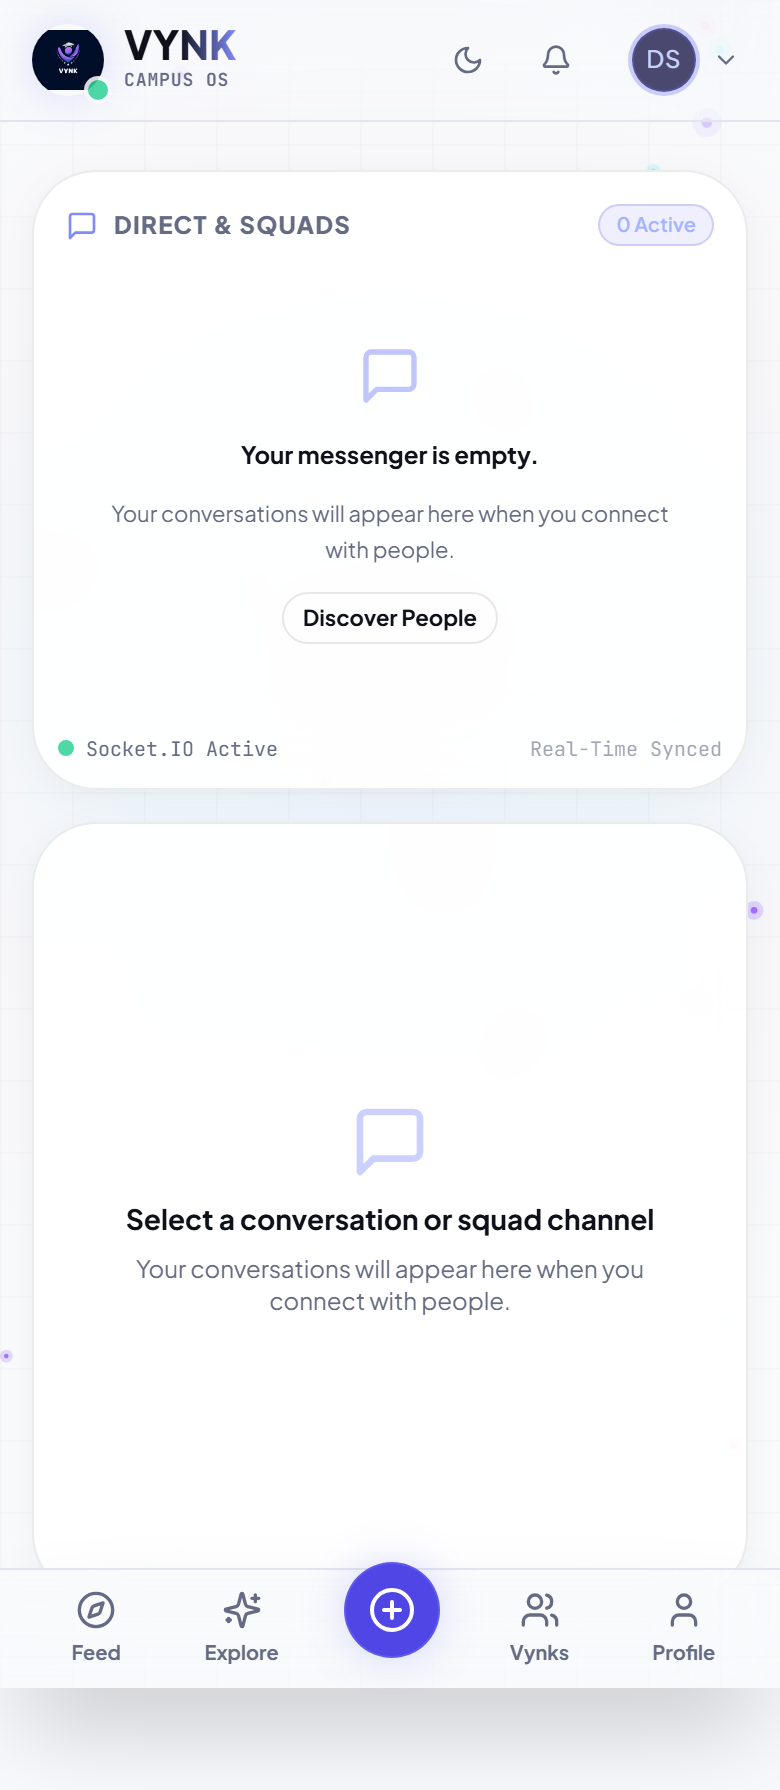 VYNK
VYNK
CAMPUS OS
DS
DIRECT & SQUADS
0 Active
Your messenger is empty.
Your conversations will appear here when you connect
with people.
Discover People
Socket.IO Active
Real-Time Synced
Select a conversation or squad channel
Your conversations will appear here when you
connect with people.
Feed
Explore
Vynks
Profile